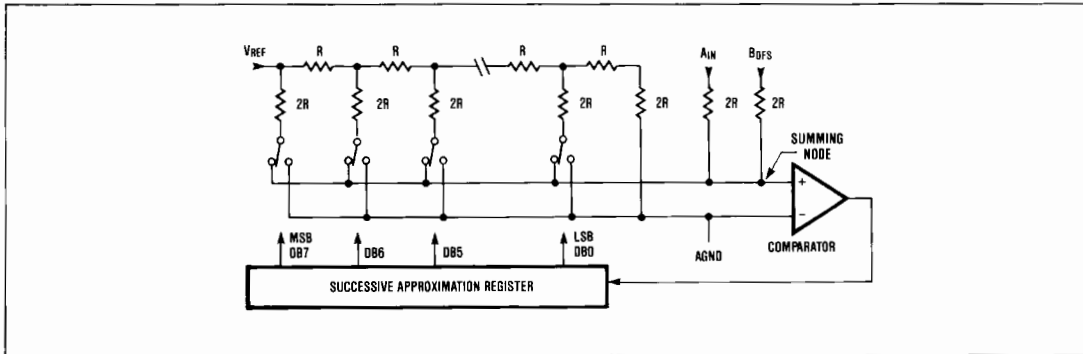 VREF R R R R AIN BOFS
2R 2R 2R 2R 2R 2R 2R
SUMMING
NODE
+
−
COMPARATOR
MSB
DB7 DB6 DB5 LSB
DB0 AGND
SUCCESSIVE APPROXIMATION REGISTER